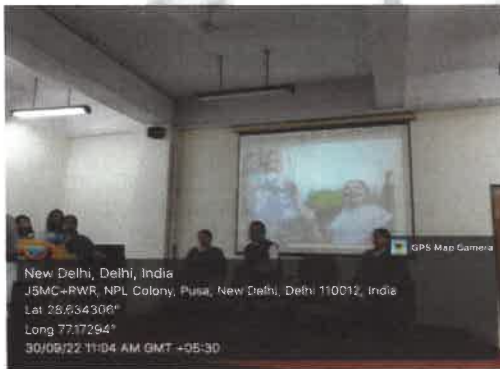 GPS Map Camera
New Delhi, Delhi, India
J5MC+RWR, NPL Colony, Pusa, New Delhi, Delhi 110012, India
Lat 28.634306°
Long 77.17294°
30/09/22 11:04 AM GMT +05:30